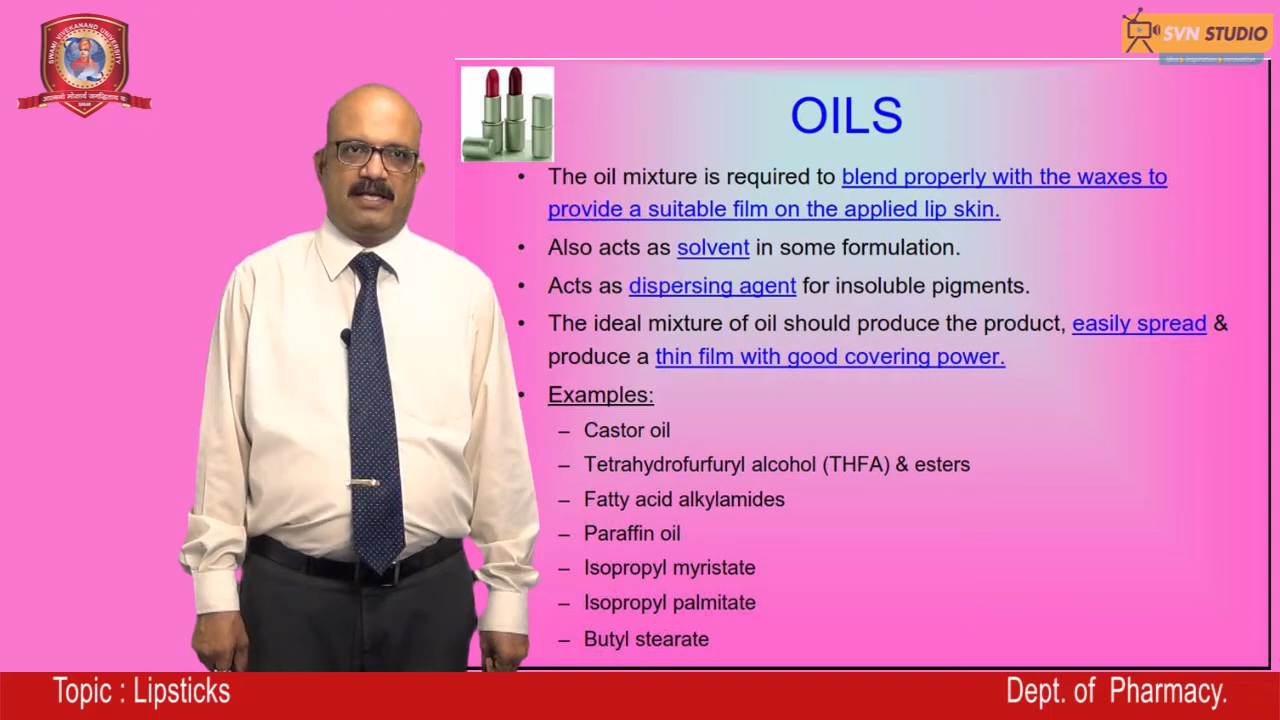 SWAMI VIVEKANAND UNIVERSITY
SVN STUDIO
OILS
• The oil mixture is required to blend properly with the waxes to
provide a suitable film on the applied lip skin.
• Also acts as solvent in some formulation.
• Acts as dispersing agent for insoluble pigments.
• The ideal mixture of oil should produce the product, easily spread &
produce a thin film with good covering power.
• Examples:
– Castor oil
– Tetrahydrofurfuryl alcohol (THFA) & esters
– Fatty acid alkylamides
– Paraffin oil
– Isopropyl myristate
– Isopropyl palmitate
– Butyl stearate
Topic : Lipsticks
Dept. of Pharmacy.